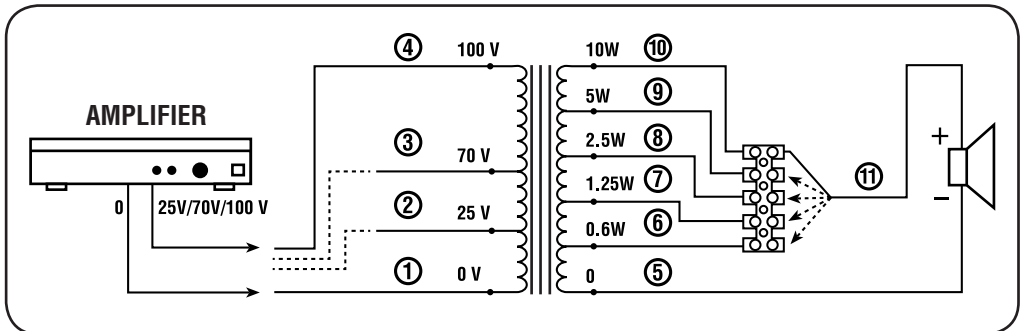 AMPLIFIER
0
25V/70V/100 V
④ 100 V
③ 70 V
② 25 V
① 0 V
10W ⑩
5W ⑨
2.5W ⑧
1.25W ⑦
0.6W ⑥
0 ⑤
⑪
+
−